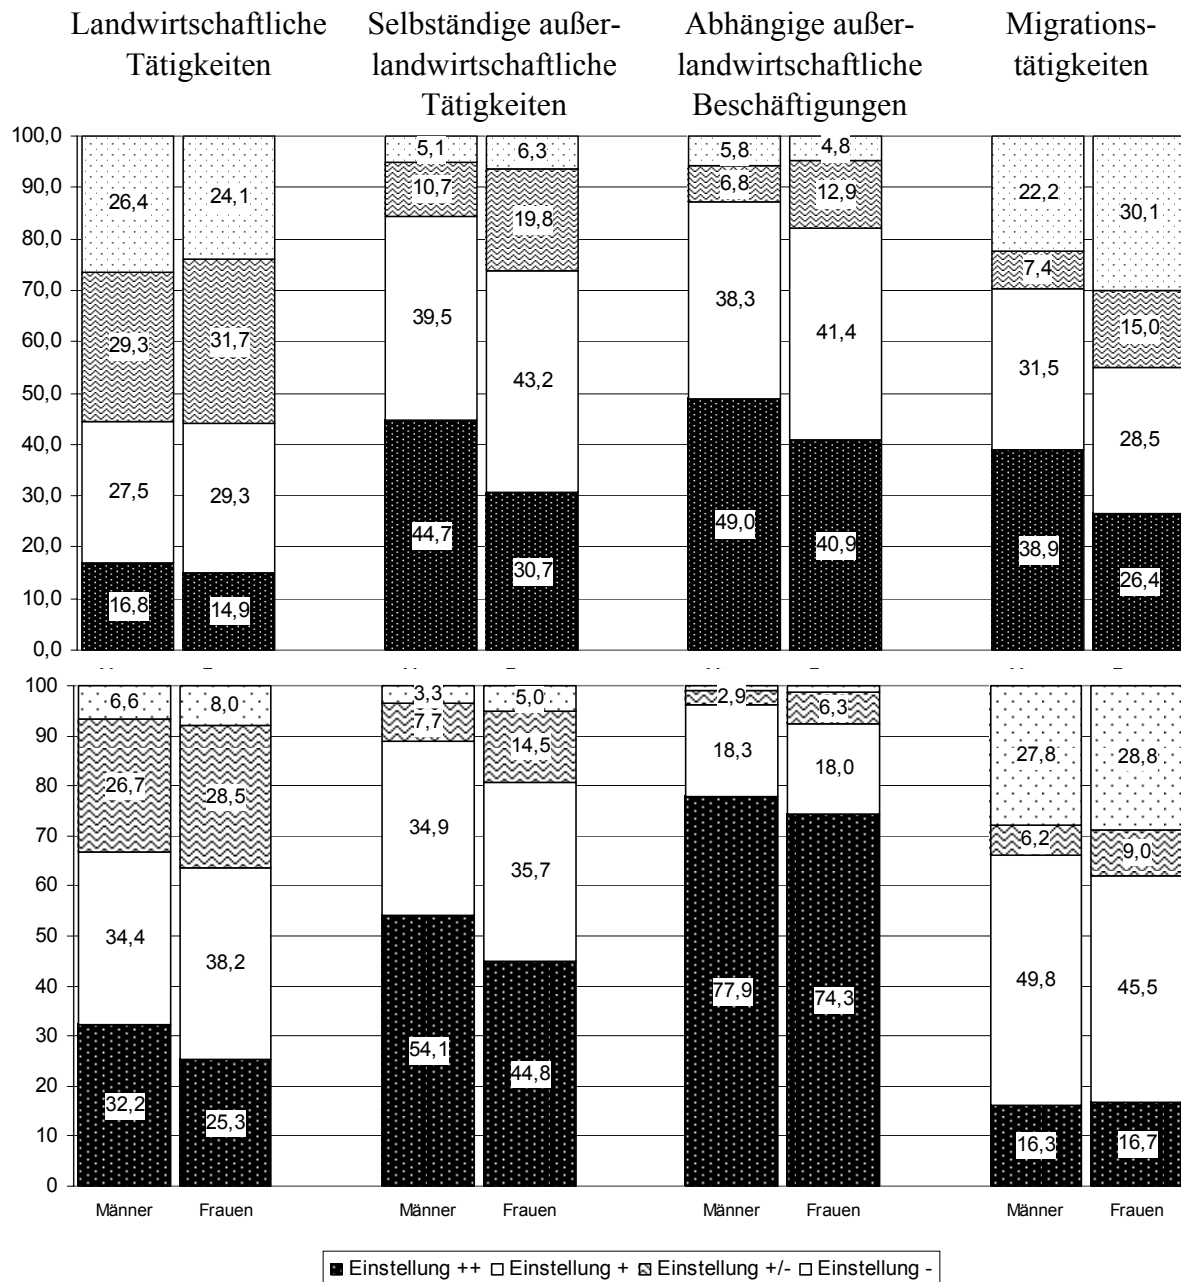 Landwirtschaftliche Selbständige außer- Abhängige außer- Migrations-
Tätigkeiten landwirtschaftliche landwirtschaftliche tätigkeiten
Tätigkeiten Beschäftigungen
100,0
5,1 6,3 5,8 4,8
90,0
26,4 24,1 10,7 19,8 6,8 12,9 22,2 30,1
80,0
7,4
70,0
39,5 38,3 15,0
60,0
29,3 31,7 43,2 41,4 31,5
50,0
28,5
40,0
27,5 29,3
30,0
44,7 30,7 49,0 40,9 38,9 26,4
20,0
10,0
16,8 14,9
0,0
100
6,6 8,0 3,3 5,0 2,9 6,3
90
7,7 14,5 18,3 18,0 27,8 28,8
80
26,7 28,5
70
34,9 35,7 6,2 9,0
60
50
34,4 38,2 49,8 45,5
40
77,9 74,3
30
54,1 44,8
20
32,2 25,3
10
16,3 16,7
0
Männer Frauen Männer Frauen Männer Frauen Männer Frauen
Einstellung ++ Einstellung + Einstellung +/- Einstellung -